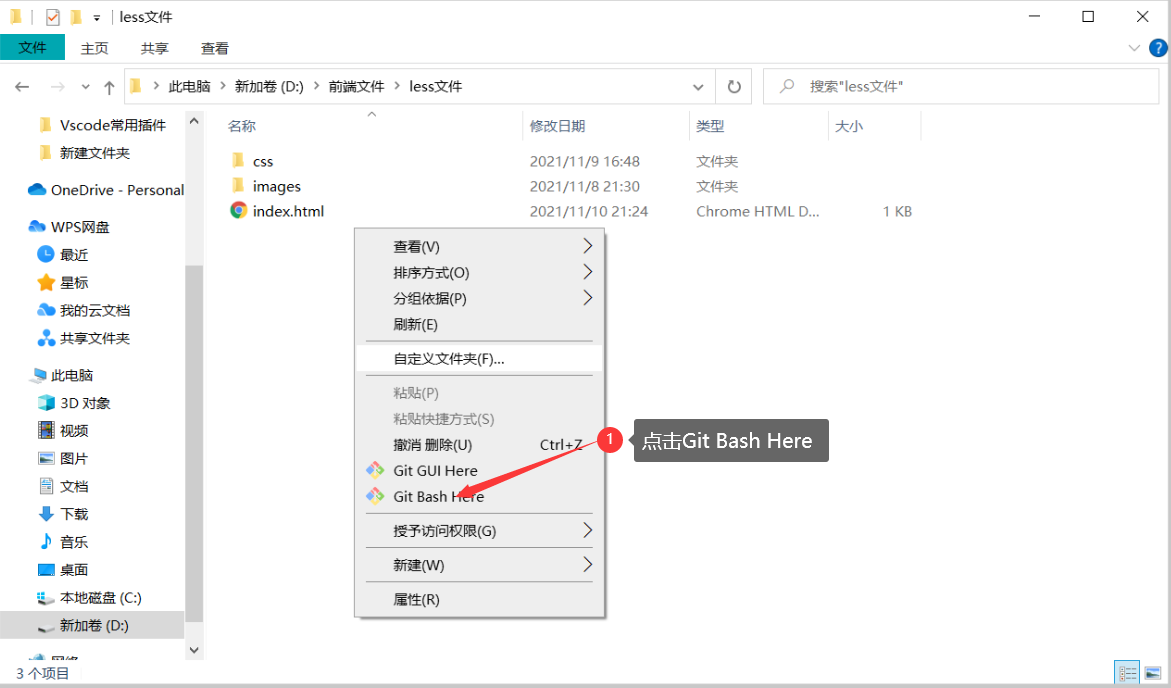 less文件
文件 主页 共享 查看
此电脑 新加卷 (D:) 前端文件 less文件
搜索"less文件"
Vscode常用插件
新建文件夹
OneDrive - Personal
WPS网盘
最近
星标
我的云文档
共享文件夹
此电脑
3D 对象
视频
图片
文档
下载
音乐
桌面
本地磁盘 (C:)
新加卷 (D:)
网络
名称 修改日期 类型 大小
css 2021/11/9 16:48 文件夹
images 2021/11/8 21:30 文件夹
index.html 2021/11/10 21:24 Chrome HTML D... 1 KB
查看(V)
排序方式(O)
分组依据(P)
刷新(E)
自定义文件夹(F)...
粘贴(P)
粘贴快捷方式(S)
撤消 删除(U) Ctrl+Z
Git GUI Here
Git Bash Here
授予访问权限(G)
新建(W)
属性(R)
1 点击Git Bash Here
3 个项目